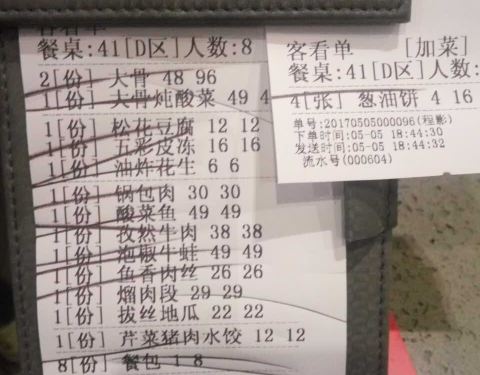 客看单
餐桌:41[D区]人数:8
2[份] 大骨 48 96
1[份] 大骨炖酸菜 49 4
1[份] 松花豆腐 12 12
1[份] 五彩皮冻 16 16
1[份] 油炸花生 6 6
1[份] 锅包肉 30 30
1[份] 酸菜鱼 49 49
1[份] 孜然牛肉 38 38
1[份] 泡椒牛蛙 49 49
1[份] 鱼香肉丝 26 26
1[份] 熘肉段 29 29
1[份] 拔丝地瓜 22 22
1[份] 芹菜猪肉水饺 12 12
8[份] 餐包 1 8
客看单 [加菜]
餐桌:41[D区]人数:
4[张] 葱油饼 4 16
单号:20170505000096(程影)
下单时间:05-05 18:44:30
发送时间:05-05 18:44:32
流水号(000604)